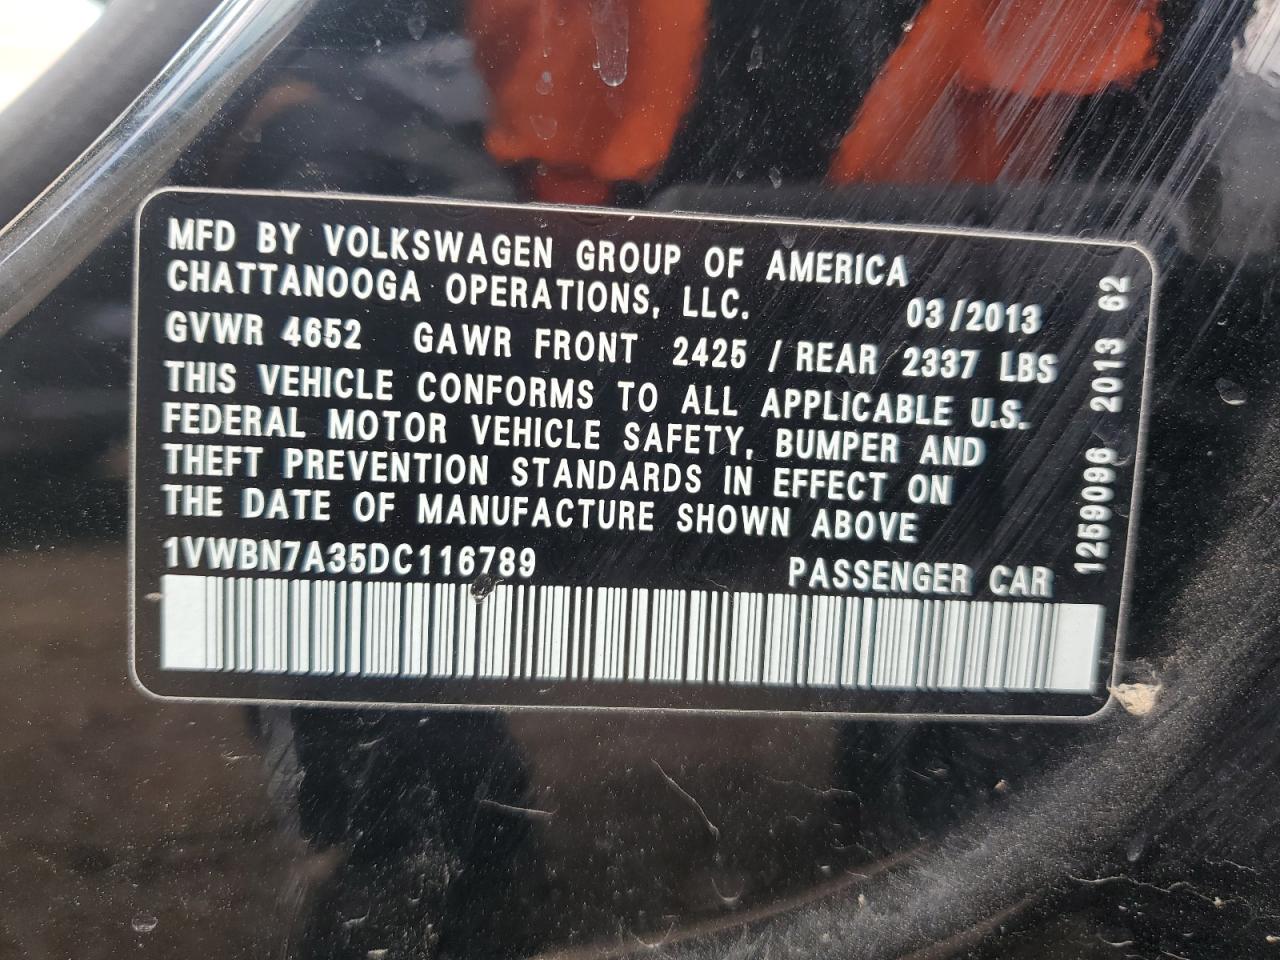 MFD BY VOLKSWAGEN GROUP OF AMERICA
CHATTANOOGA OPERATIONS, LLC. 03/2013
GVWR 4652 GAWR FRONT 2425 / REAR 2337 LBS
THIS VEHICLE CONFORMS TO ALL APPLICABLE U.S.
FEDERAL MOTOR VEHICLE SAFETY, BUMPER AND
THEFT PREVENTION STANDARDS IN EFFECT ON
THE DATE OF MANUFACTURE SHOWN ABOVE
1VWBN7A35DC116789 PASSENGER CAR
1259096 2013 62